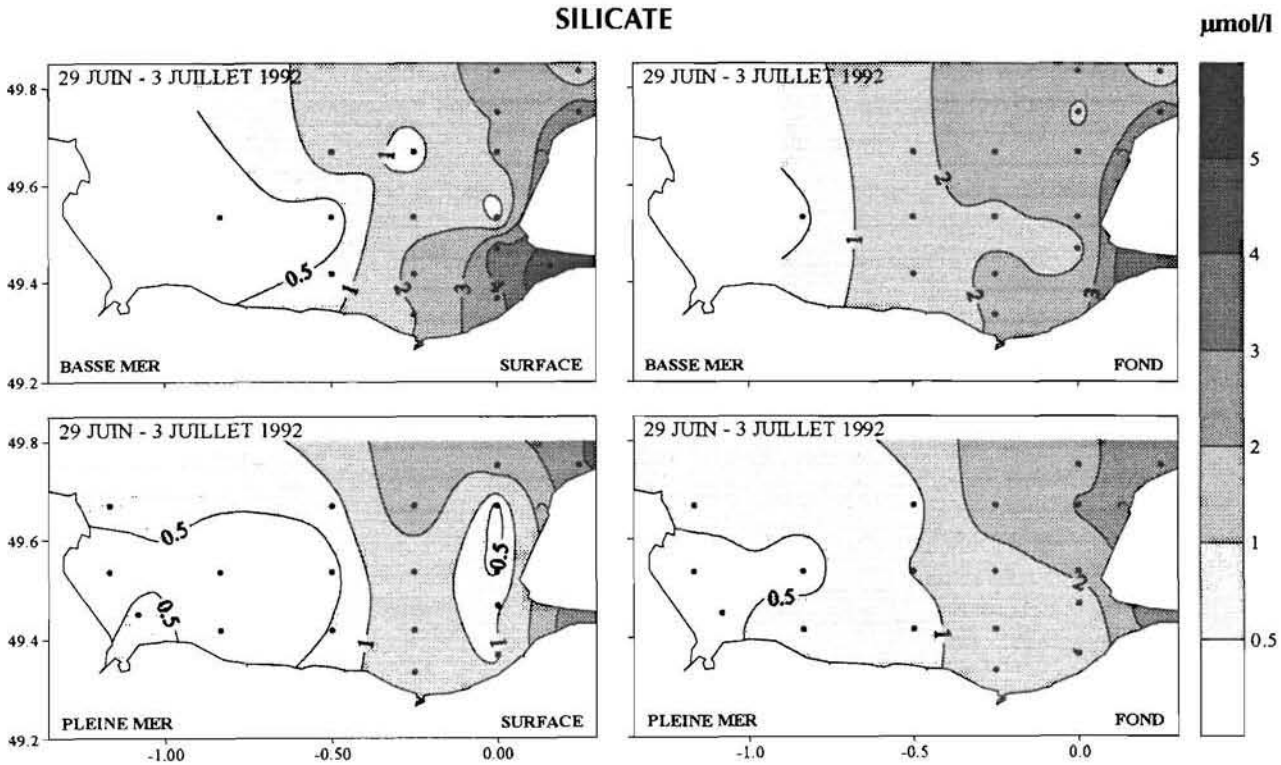 SILICATE
µmol/l
29 JUIN - 3 JUILLET 1992
49.8
49.6
49.4
49.2
1
0.5
1
2
3
4
BASSE MER
SURFACE
29 JUIN - 3 JUILLET 1992
1
2
2
3
BASSE MER
FOND
5
4
3
2
1
0.5
29 JUIN - 3 JUILLET 1992
49.8
49.6
49.4
49.2
0.5
0.5
1
0.5
1
PLEINE MER
SURFACE
-1.00
-0.50
0.00
29 JUIN - 3 JUILLET 1992
0.5
1
2
PLEINE MER
FOND
-1.0
-0.5
0.0